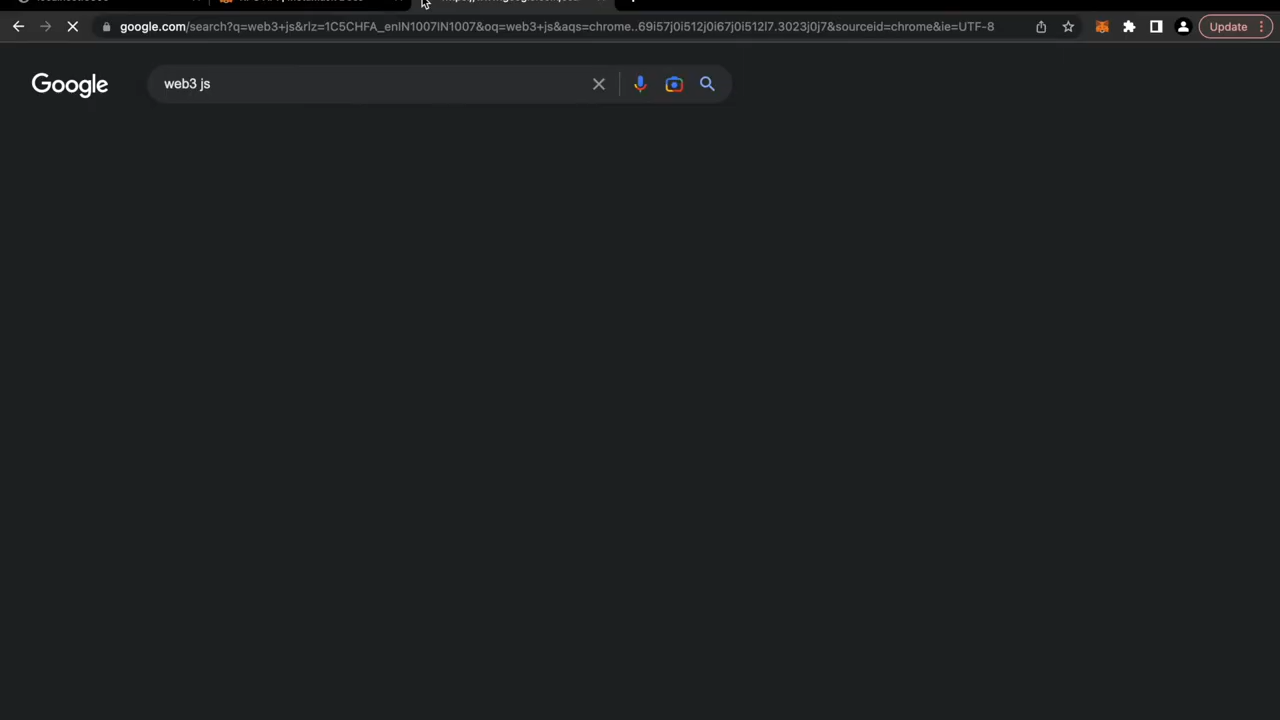 google.com/search?q=web3+js&rlz=1C5CHFA_enIN1007IN1007&oq=web3+js&aqs=chrome..69i57j0i512j0i67j0i512l7.3023j0j7&sourceid=chrome&ie=UTF-8
Update
Google
web3 js